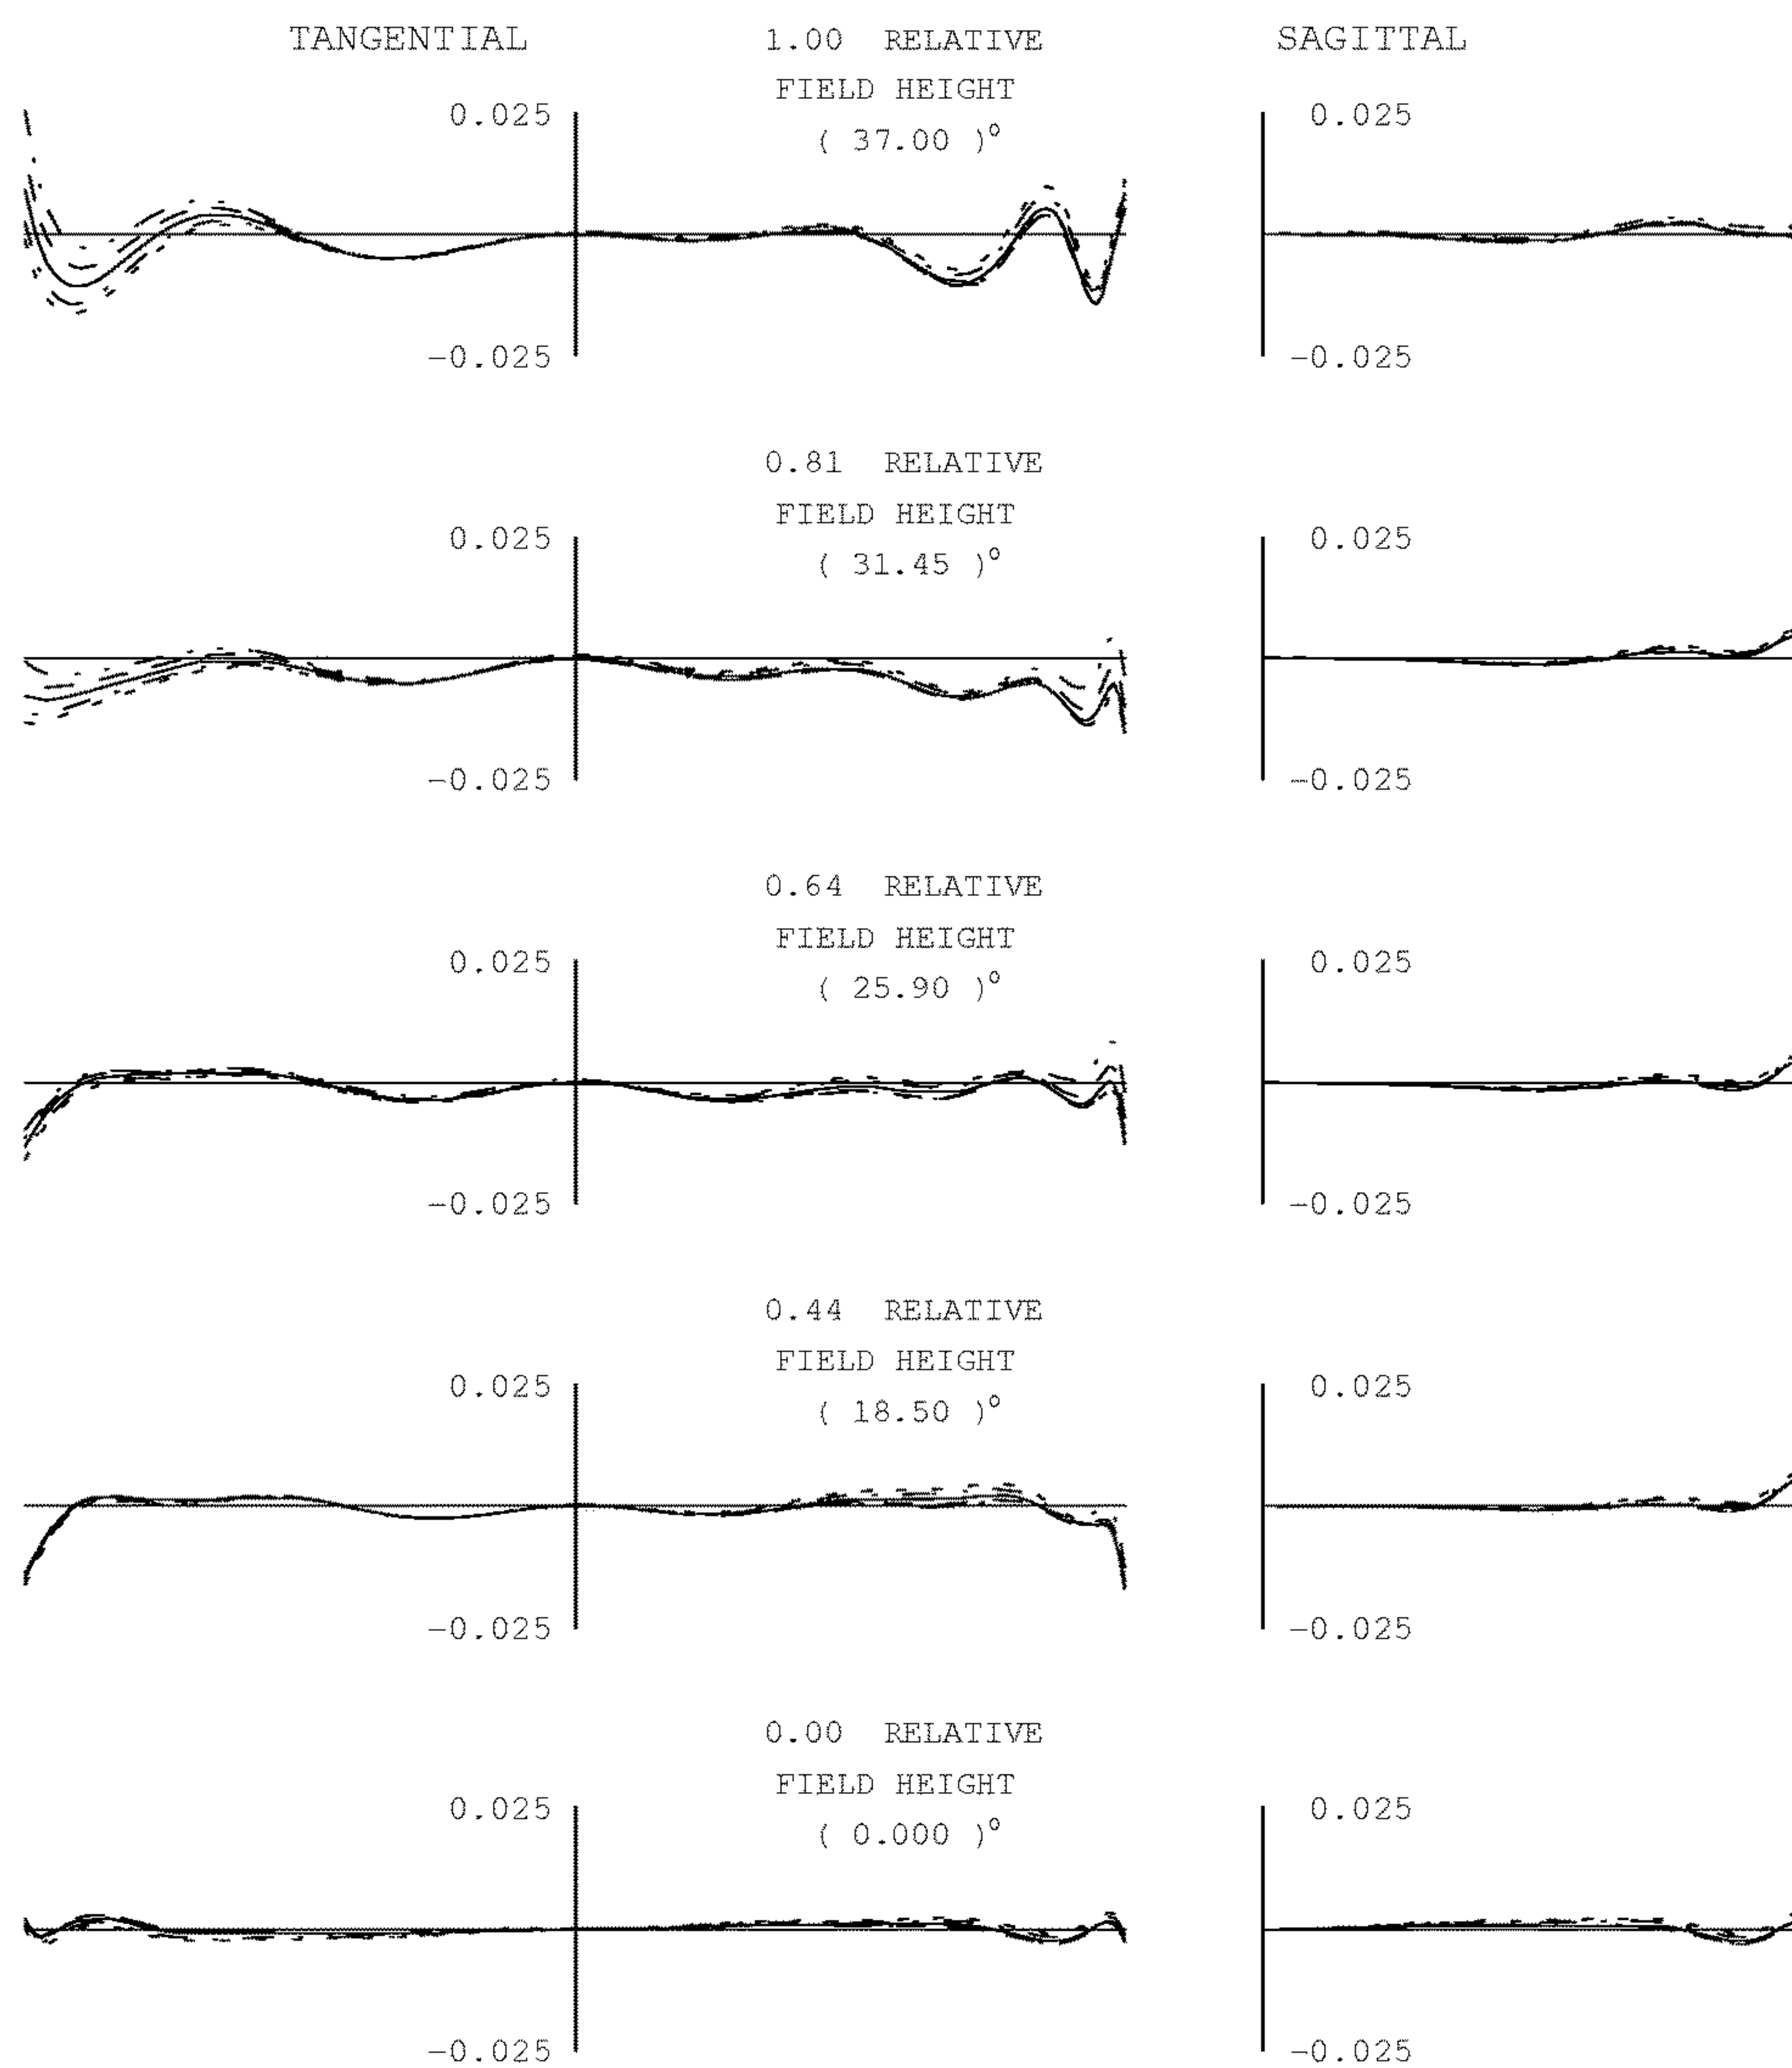 TANGENTIAL
1.00 RELATIVE
SAGITTAL
FIELD HEIGHT
0.025
( 37.00 )°
0.025
-0.025
-0.025
0.81 RELATIVE
FIELD HEIGHT
0.025
( 31.45 )°
0.025
-0.025
-0.025
0.64 RELATIVE
FIELD HEIGHT
0.025
( 25.90 )°
0.025
-0.025
-0.025
0.44 RELATIVE
FIELD HEIGHT
0.025
( 18.50 )°
0.025
-0.025
-0.025
0.00 RELATIVE
FIELD HEIGHT
0.025
( 0.000 )°
0.025
-0.025
-0.025